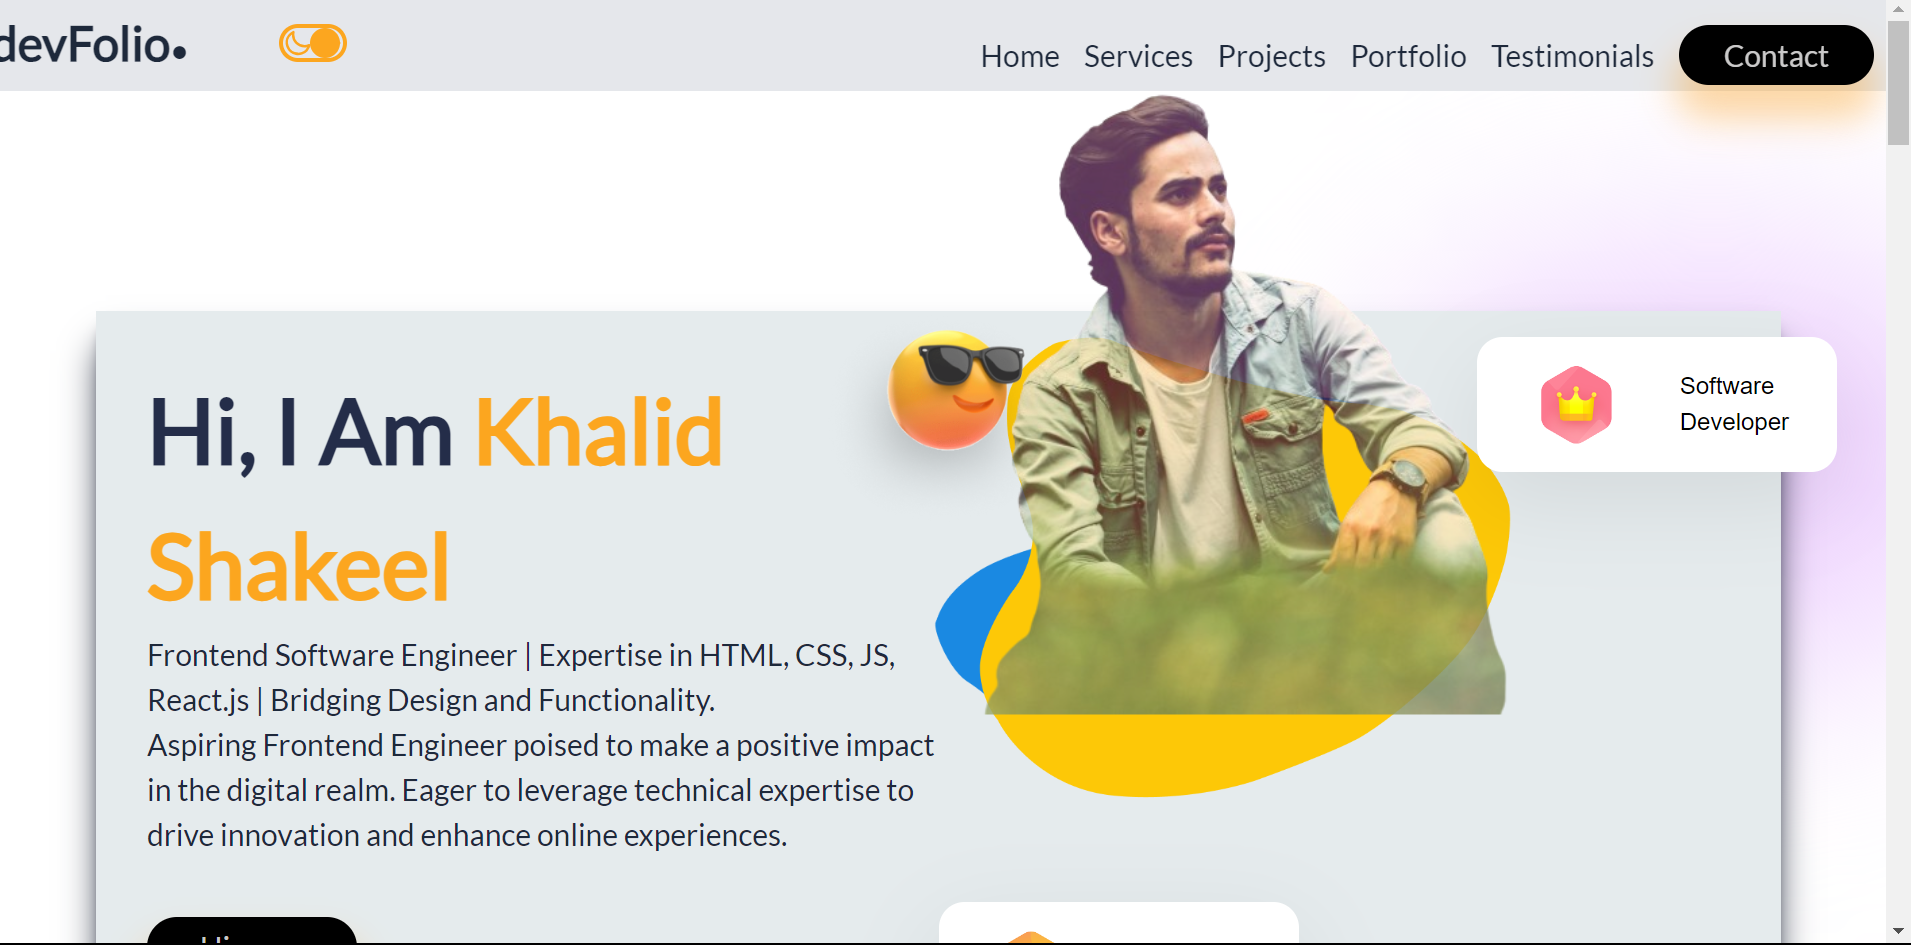 devFolio.
Home Services Projects Portfolio Testimonials Contact
Hi, I Am Khalid
Shakeel
Software
Developer
Frontend Software Engineer | Expertise in HTML, CSS, JS,
React.js | Bridging Design and Functionality.
Aspiring Frontend Engineer poised to make a positive impact
in the digital realm. Eager to leverage technical expertise to
drive innovation and enhance online experiences.